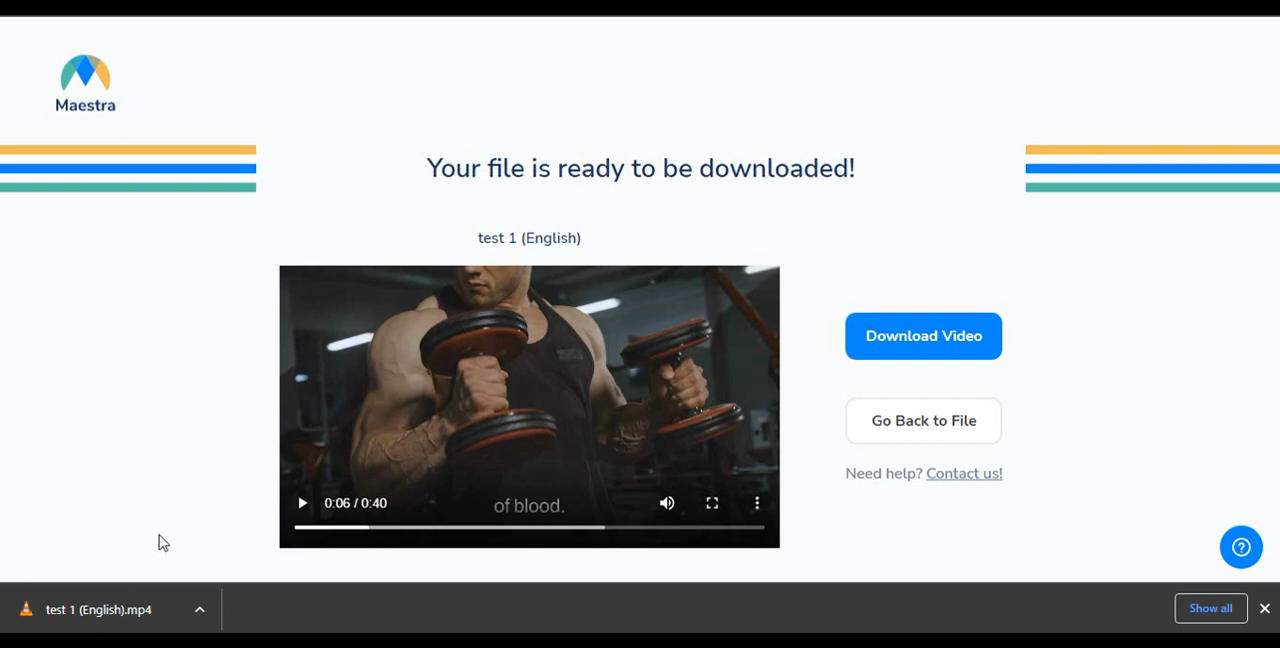 Maestra
Your file is ready to be downloaded!
test 1 (English)
Download Video
Go Back to File
Need help? Contact us!
0:06 / 0:40
of blood.
test 1 (English).mp4
Show all